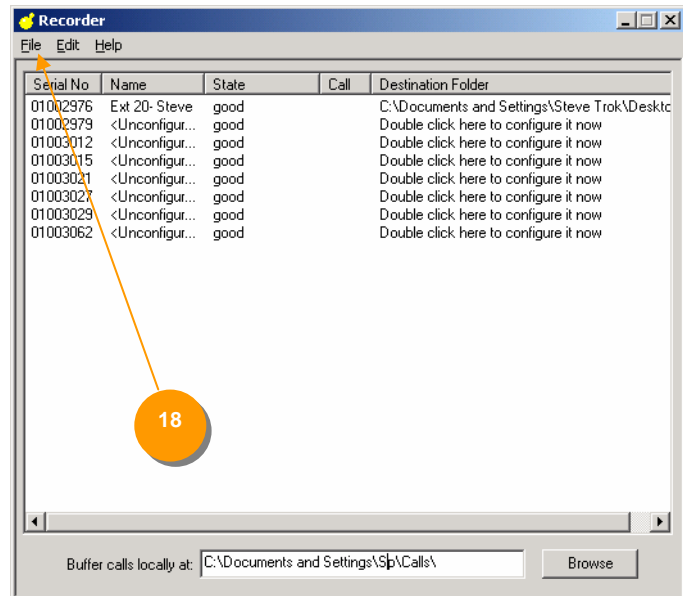 Recorder
File Edit Help
Serial No Name State Call Destination Folder
01002976 Ext 20- Steve good C:\Documents and Settings\Steve Trok\Deskto
01002979 <Unconfigur... good Double click here to configure it now
01003012 <Unconfigur... good Double click here to configure it now
01003015 <Unconfigur... good Double click here to configure it now
01003021 <Unconfigur... good Double click here to configure it now
01003027 <Unconfigur... good Double click here to configure it now
01003029 <Unconfigur... good Double click here to configure it now
01003062 <Unconfigur... good Double click here to configure it now
18
Buffer calls locally at: C:\Documents and Settings\Sp\Calls\ Browse